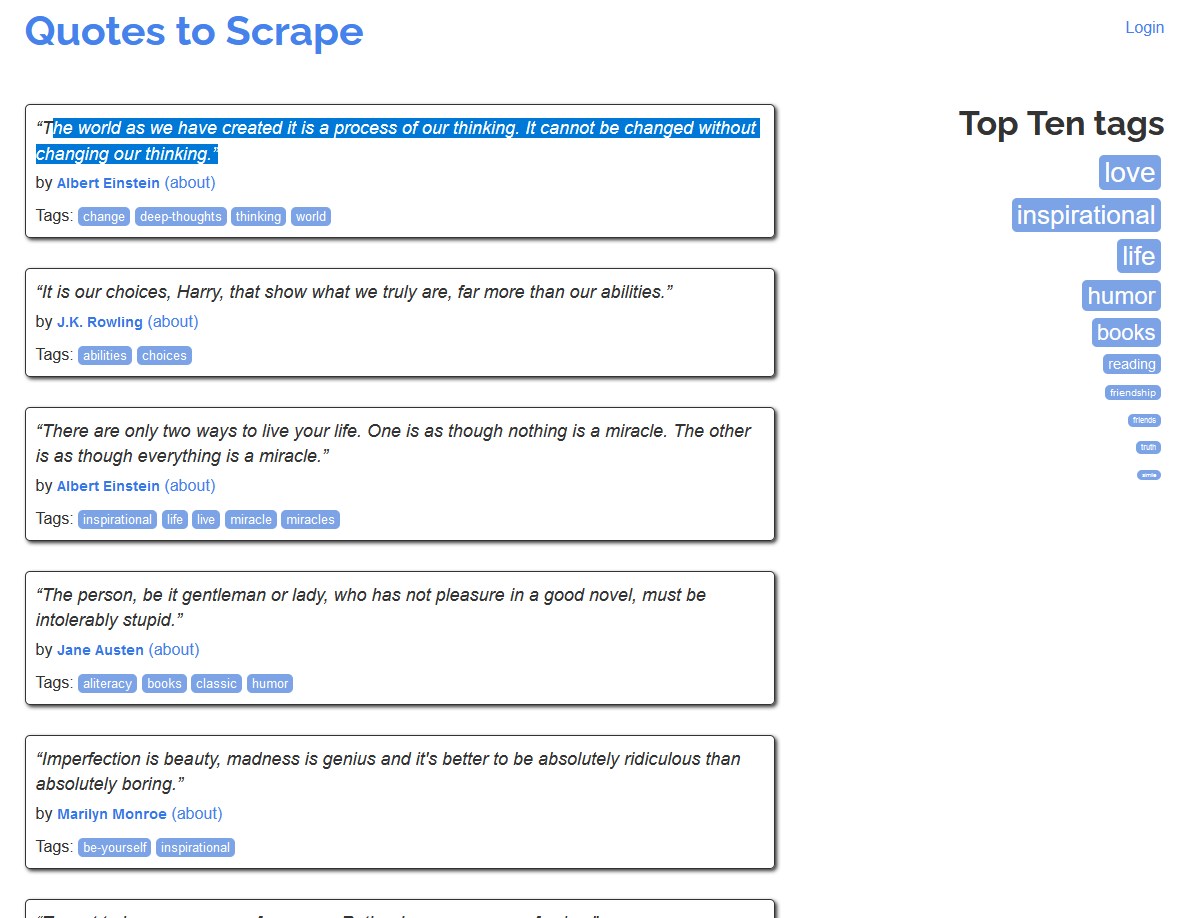 Quotes to Scrape
Login
“The world as we have created it is a process of our thinking. It cannot be changed without
changing our thinking.”
by Albert Einstein (about)
Tags: change deep-thoughts thinking world
“It is our choices, Harry, that show what we truly are, far more than our abilities.”
by J.K. Rowling (about)
Tags: abilities choices
“There are only two ways to live your life. One is as though nothing is a miracle. The other
is as though everything is a miracle.”
by Albert Einstein (about)
Tags: inspirational life live miracle miracles
“The person, be it gentleman or lady, who has not pleasure in a good novel, must be
intolerably stupid.”
by Jane Austen (about)
Tags: aliteracy books classic humor
“Imperfection is beauty, madness is genius and it's better to be absolutely ridiculous than
absolutely boring.”
by Marilyn Monroe (about)
Tags: be-yourself inspirational
Top Ten tags
love
inspirational
life
humor
books
reading
friendship
friends
truth
simile